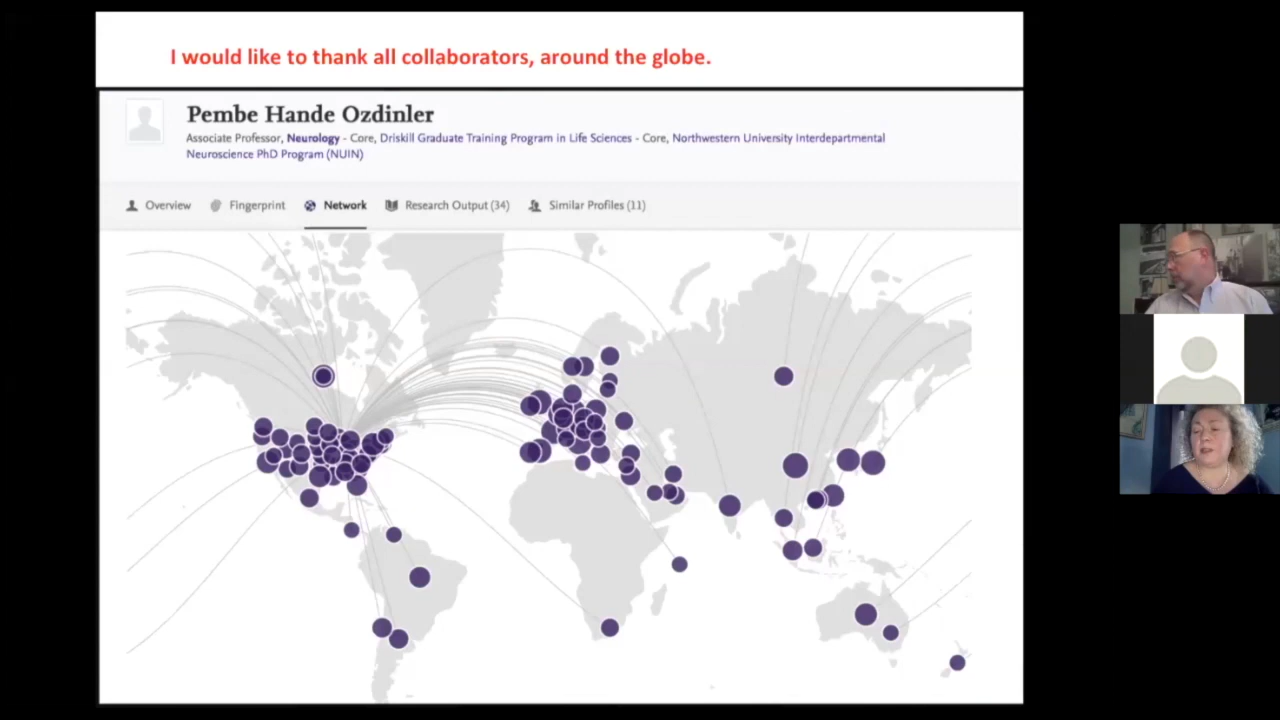 I would like to thank all collaborators, around the globe.
Pembe Hande Ozdinler
Associate Professor, Neurology - Core, Driskill Graduate Training Program in Life Sciences - Core, Northwestern University Interdepartmental
Neuroscience PhD Program (NUIN)
Overview Fingerprint Network Research Output (34) Similar Profiles (11)